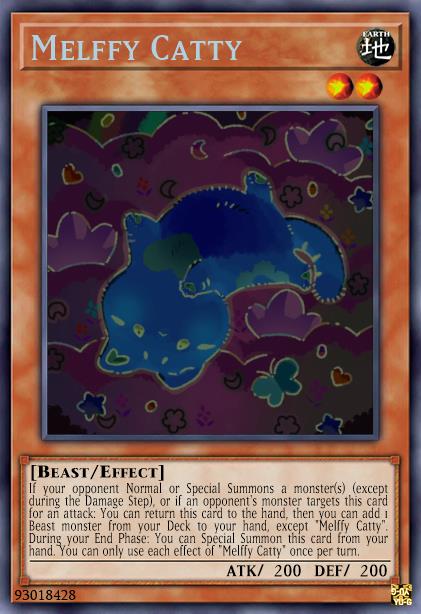 Melffy Catty
EARTH
地
[Beast/Effect]
If your opponent Normal or Special Summons a monster(s) (except
during the Damage Step), or if an opponent's monster targets this card
for an attack: You can return this card to the hand, then you can add 1
Beast monster from your Deck to your hand, except "Melffy Catty".
During your End Phase: You can Special Summon this card from your
hand. You can only use each effect of "Melffy Catty" once per turn.
ATK/ 200 DEF/ 200
93018428